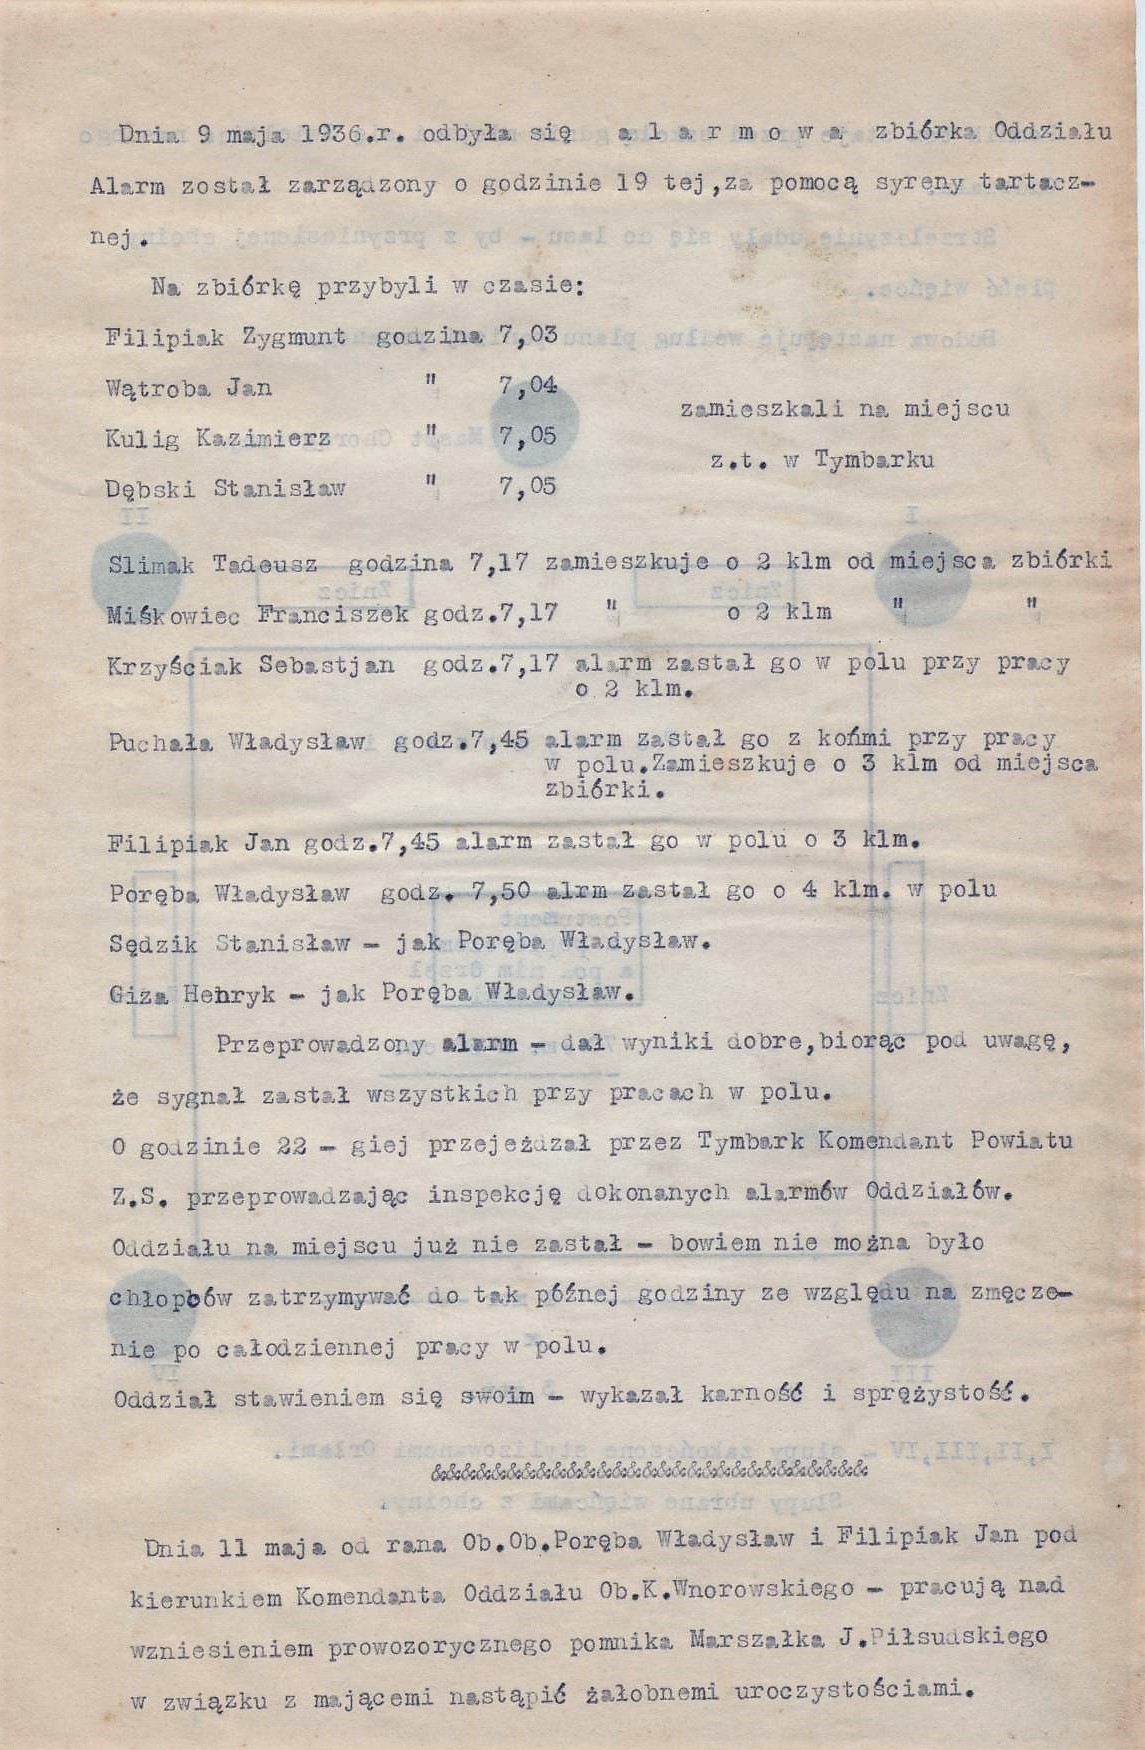 Dnia 9 maja 1936.r. odbyła się a l a r m o w a zbiórka Oddziału
Alarm został zarządzony o godzinie 19 tej,za pomocą syreny tartacz-
nej.
Na zbiórkę przybyli w czasie:
Filipiak Zygmunt godzina 7,03
Wątroba Jan " 7,04
zamieszkali na miejscu
Kulig Kazimierz " 7,05
z.t. w Tymbarku
Dębski Stanisław " 7,05
Slimak Tadeusz godzina 7,17 zamieszkuje o 2 klm od miejsca zbiórki
Miśkowiec Franciszek godz.7,17 " o 2 klm " "
Krzyściak Sebastjan godz.7,17 alarm zastał go w polu przy pracy
o 2 klm.
Puchała Władysław godz.7,45 alarm zastał go z końmi przy pracy
w polu.Zamieszkuje o 3 klm od miejsca
zbiórki.
Filipiak Jan godz.7,45 alarm zastał go w polu o 3 klm.
Poręba Władysław godz. 7,50 alrm zastał go o 4 klm. w polu
Sędzik Stanisław - jak Poręba Władysław.
Giza Henryk - jak Poręba Władysław.
Przeprowadzony alarm - dał wyniki dobre,biorąc pod uwagę,
że sygnał zastał wszystkich przy pracach w polu.
O godzinie 22 - giej przejeżdzał przez Tymbark Komendant Powiatu
Z.S. przeprowadzając inspekcję dokonanych alarmów Oddziałów.
Oddziału na miejscu już nie zastał - bowiem nie można było
chłopców zatrzymywać do tak późnej godziny ze względu na zmęcze-
nie po całodziennej pracy w polu.
Oddział stawieniem się swoim - wykazał karność i sprężystość.
&&&&&&&&&&&&&&&&&&&&&&&&&&&&&
Dnia 11 maja od rana Ob.Ob.Poręba Władysław i Filipiak Jan pod
kierunkiem Komendanta Oddziału Ob.K.Wnorowskiego - pracują nad
wzniesieniem prowozorycznego pomnika Marszałka J.Piłsudskiego
w związku z mającemi nastąpić żałobnemi uroczystościami.